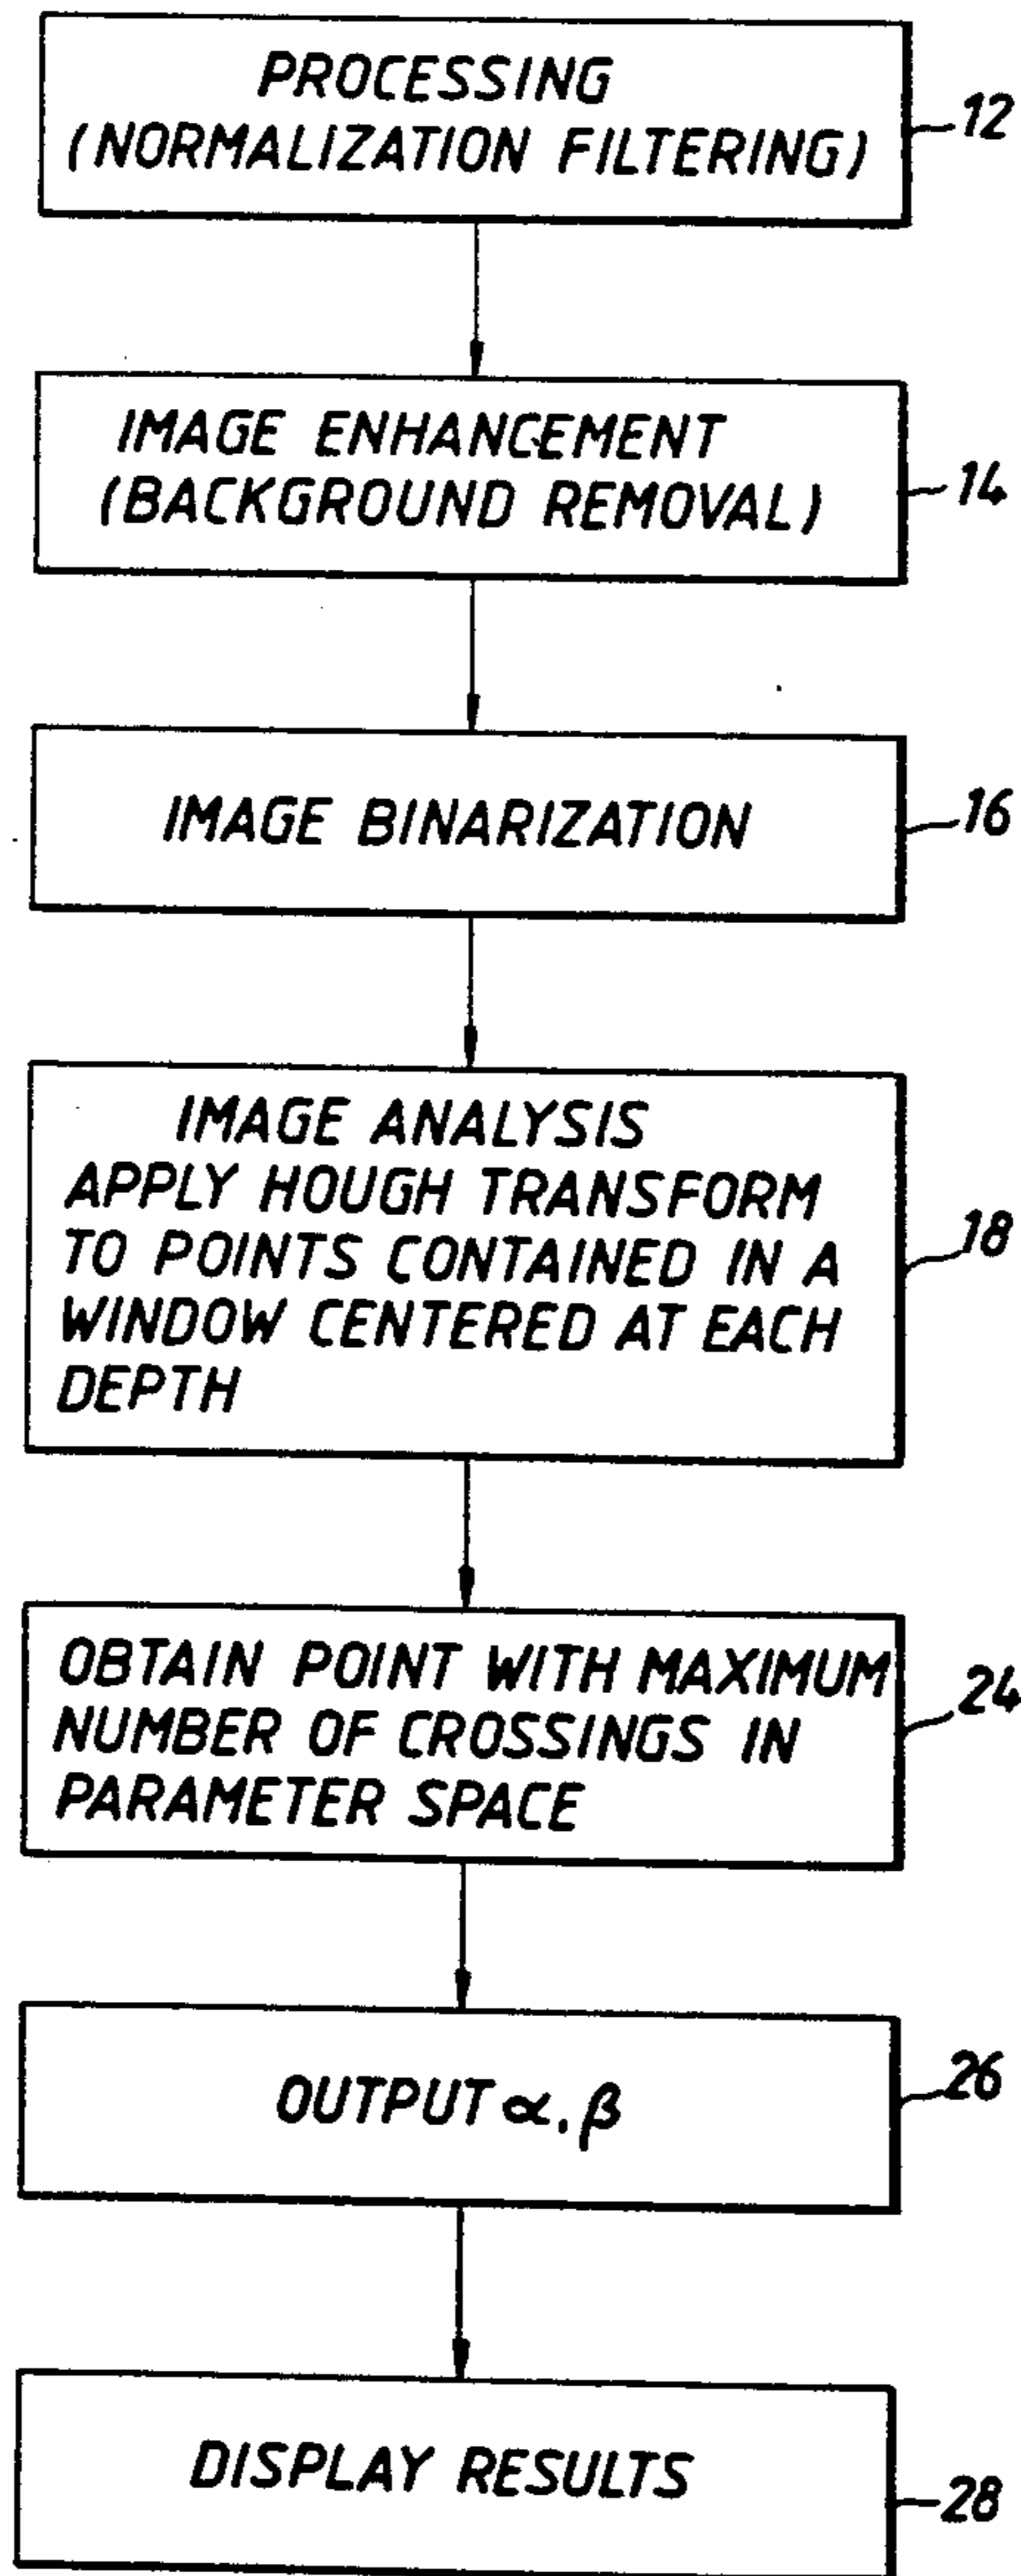 PROCESSING
(NORMALIZATION FILTERING)
12
IMAGE ENHANCEMENT
(BACKGROUND REMOVAL)
14
IMAGE BINARIZATION
16
IMAGE ANALYSIS
APPLY HOUGH TRANSFORM
TO POINTS CONTAINED IN A
WINDOW CENTERED AT EACH
DEPTH
18
OBTAIN POINT WITH MAXIMUM
NUMBER OF CROSSINGS IN
PARAMETER SPACE
24
OUTPUT α, β
26
DISPLAY RESULTS
28